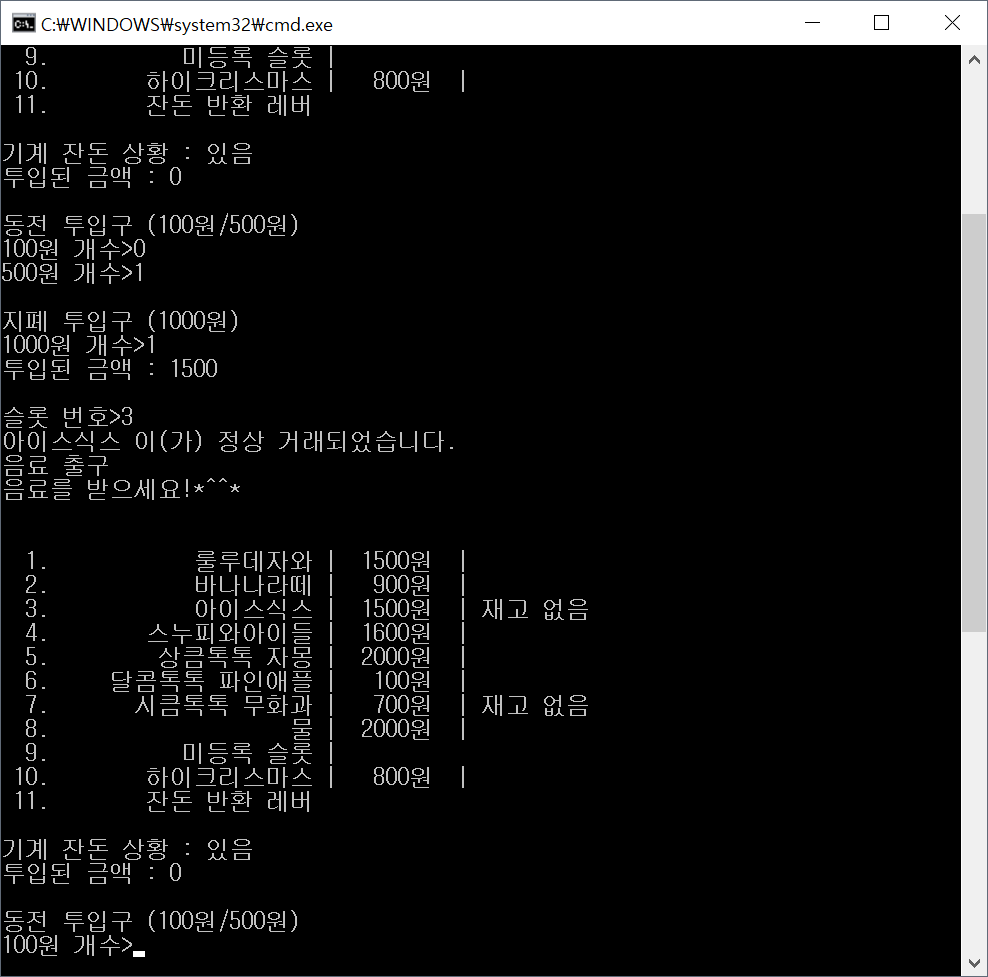 C:₩WINDOWS₩system32₩cmd.exe
9. 미등록 슬롯 |
10. 하이크리스마스 | 800원 |
11. 잔돈 반환 레버
기계 잔돈 상황 : 있음
투입된 금액 : 0
동전 투입구 (100원/500원)
100원 개수>0
500원 개수>1
지폐 투입구 (1000원)
1000원 개수>1
투입된 금액 : 1500
슬롯 번호>3
아이스식스 이(가) 정상 거래되었습니다.
음료 출구
음료를 받으세요!*^^*
1. 룰루데자와 | 1500원 |
2. 바나나라떼 | 900원 |
3. 아이스식스 | 1500원 | 재고 없음
4. 스누피와아이들 | 1600원 |
5. 상큼톡톡 자몽 | 2000원 |
6. 달콤톡톡 파인애플 | 100원 |
7. 시큼톡톡 무화과 | 700원 | 재고 없음
8. 물 | 2000원 |
9. 미등록 슬롯 |
10. 하이크리스마스 | 800원 |
11. 잔돈 반환 레버
기계 잔돈 상황 : 있음
투입된 금액 : 0
동전 투입구 (100원/500원)
100원 개수>